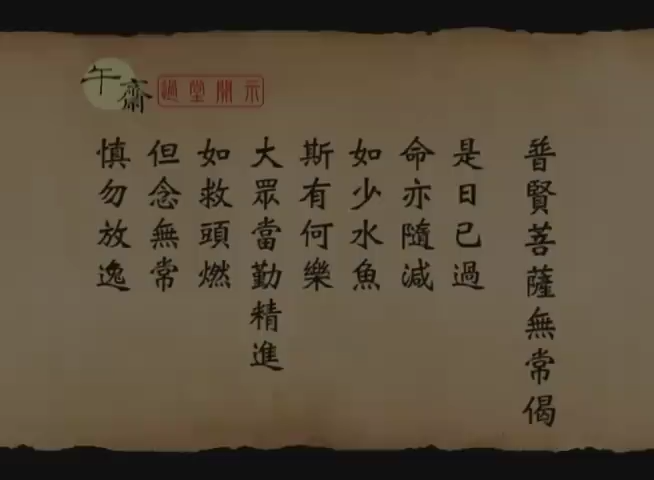 午齋
過堂開示
普賢菩薩無常偈
是日已過
命亦隨減
如少水魚
斯有何樂
大眾當勤精進
如救頭燃
但念無常
慎勿放逸